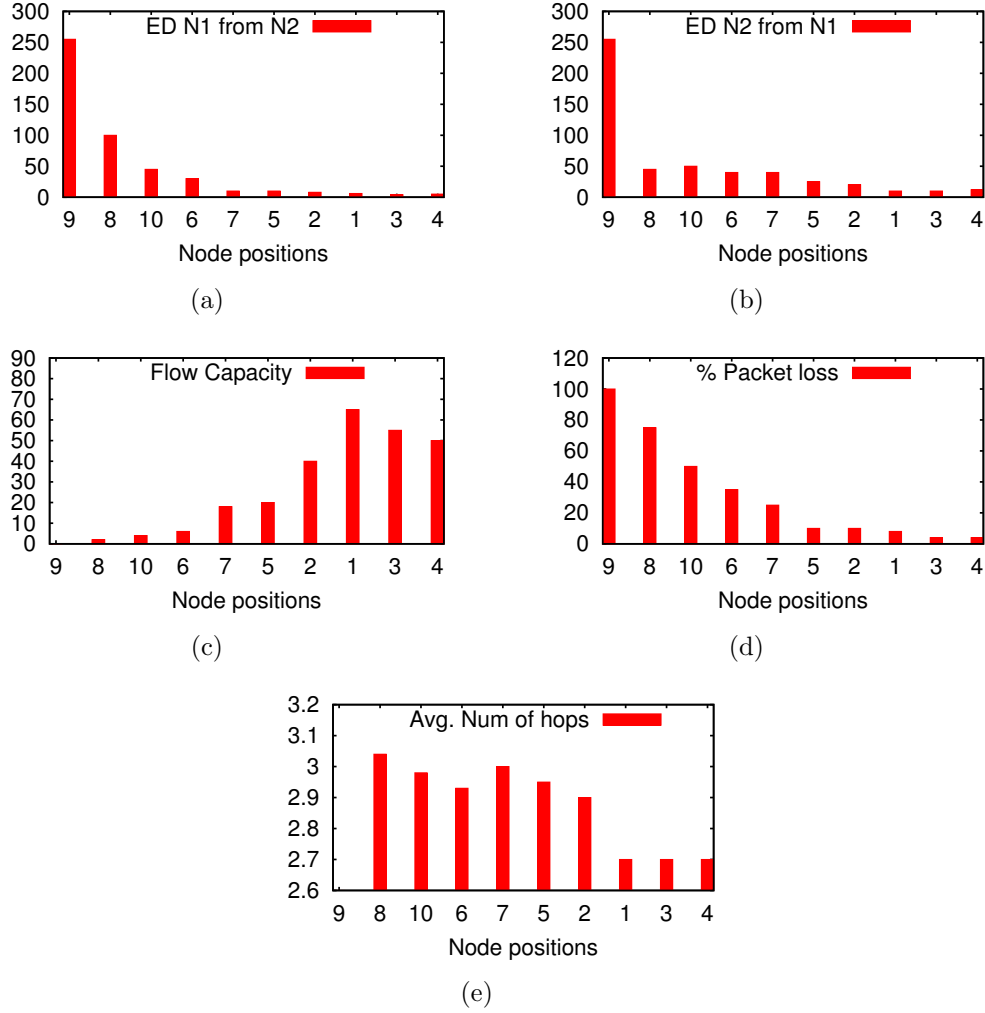 ED N1 from N2
300
250
200
150
100
50
0
9 8 10 6 7 5 2 1 3 4
Node positions
(a)
ED N2 from N1
300
250
200
150
100
50
0
9 8 10 6 7 5 2 1 3 4
Node positions
(b)
Flow Capacity
90
80
70
60
50
40
30
20
10
0
9 8 10 6 7 5 2 1 3 4
Node positions
(c)
% Packet loss
120
100
80
60
40
20
0
9 8 10 6 7 5 2 1 3 4
Node positions
(d)
Avg. Num of hops
3.2
3.1
3
2.9
2.8
2.7
2.6
9 8 10 6 7 5 2 1 3 4
Node positions
(e)